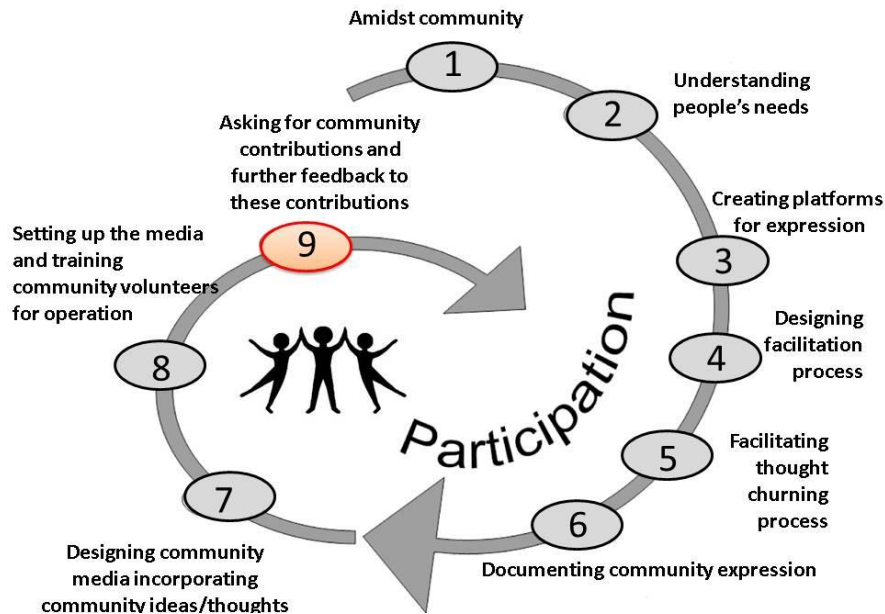 Amidst community
1
Understanding
people's needs
2
Creating platforms
for expression
3
Designing
facilitation
process
4
Facilitating
thought
churning
process
5
Documenting community expression
6
Designing community
media incorporating
community ideas/thoughts
7
Setting up the media
and training
community volunteers
for operation
8
Asking for community
contributions and
further feedback to
these contributions
9
Participation